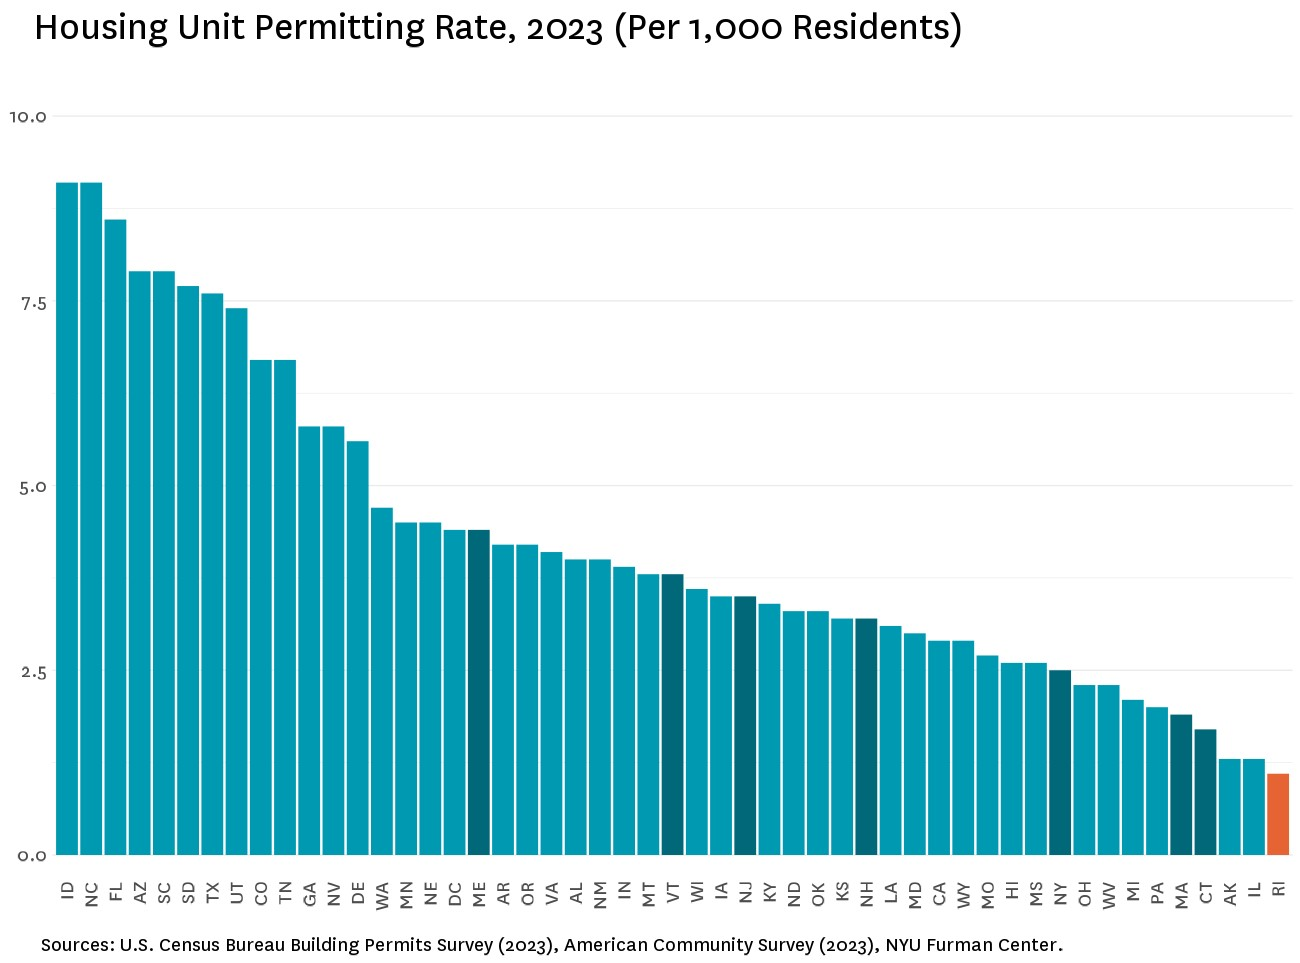 Housing Unit Permitting Rate, 2023 (Per 1,000 Residents)
10.0
7.5
5.0
2.5
0.0
ID NC FL AZ SC SD TX UT CO TN GA NV DE WA MN NE DC ME AR OR VA AL NM IN MT VT WI IA NJ KY ND OK KS NH LA MD CA WY MO HI MS NY OH WV MI PA MA CT AK IL RI
Sources: U.S. Census Bureau Building Permits Survey (2023), American Community Survey (2023), NYU Furman Center.